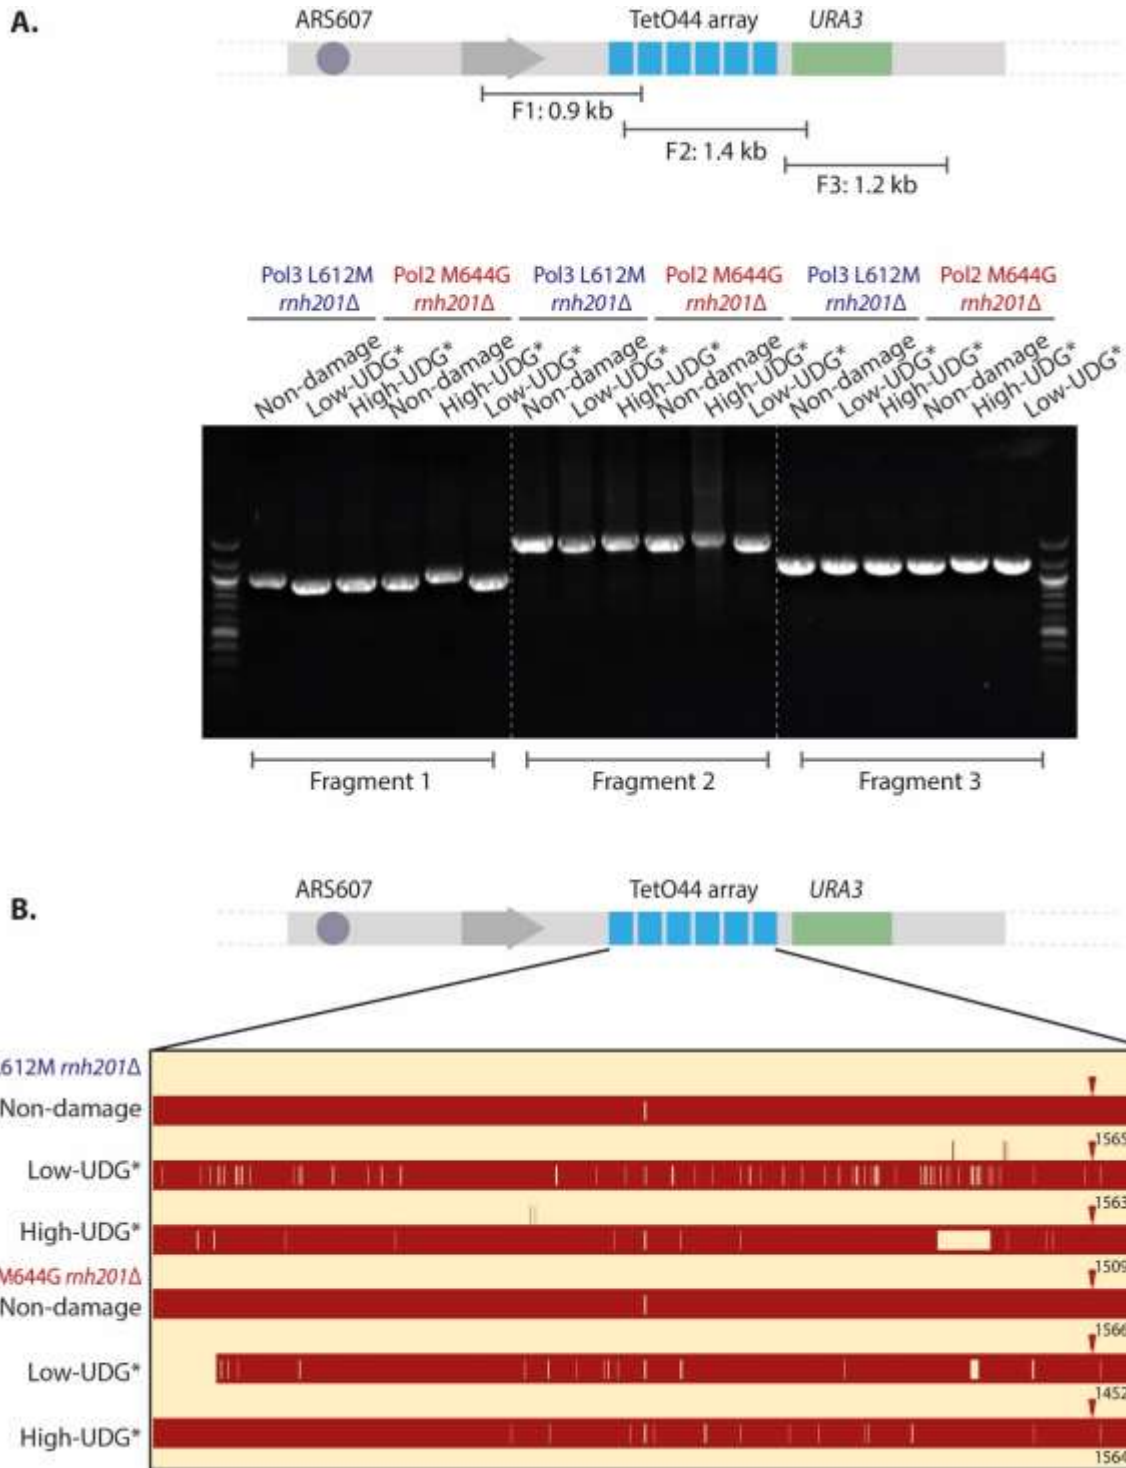 A.
ARS607 TetO44 array URA3
F1: 0.9 kb
F2: 1.4 kb
F3: 1.2 kb
Pol3 L612M Pol2 M644G Pol3 L612M Pol2 M644G Pol3 L612M Pol2 M644G
rnh201Δ rnh201Δ rnh201Δ rnh201Δ rnh201Δ rnh201Δ
Non-damage Low-UDG* High-UDG* Non-damage High-UDG* Low-UDG* Non-damage Low-UDG* High-UDG* Non-damage High-UDG* Low-UDG* Non-damage Low-UDG* High-UDG* Non-damage High-UDG* Low-UDG*
Fragment 1 Fragment 2 Fragment 3
B.
ARS607 TetO44 array URA3
612M rnh201Δ
Non-damage
1565
Low-UDG*
1563
High-UDG*
1509
M644G rnh201Δ
Non-damage
1566
Low-UDG*
1452
High-UDG*
1564